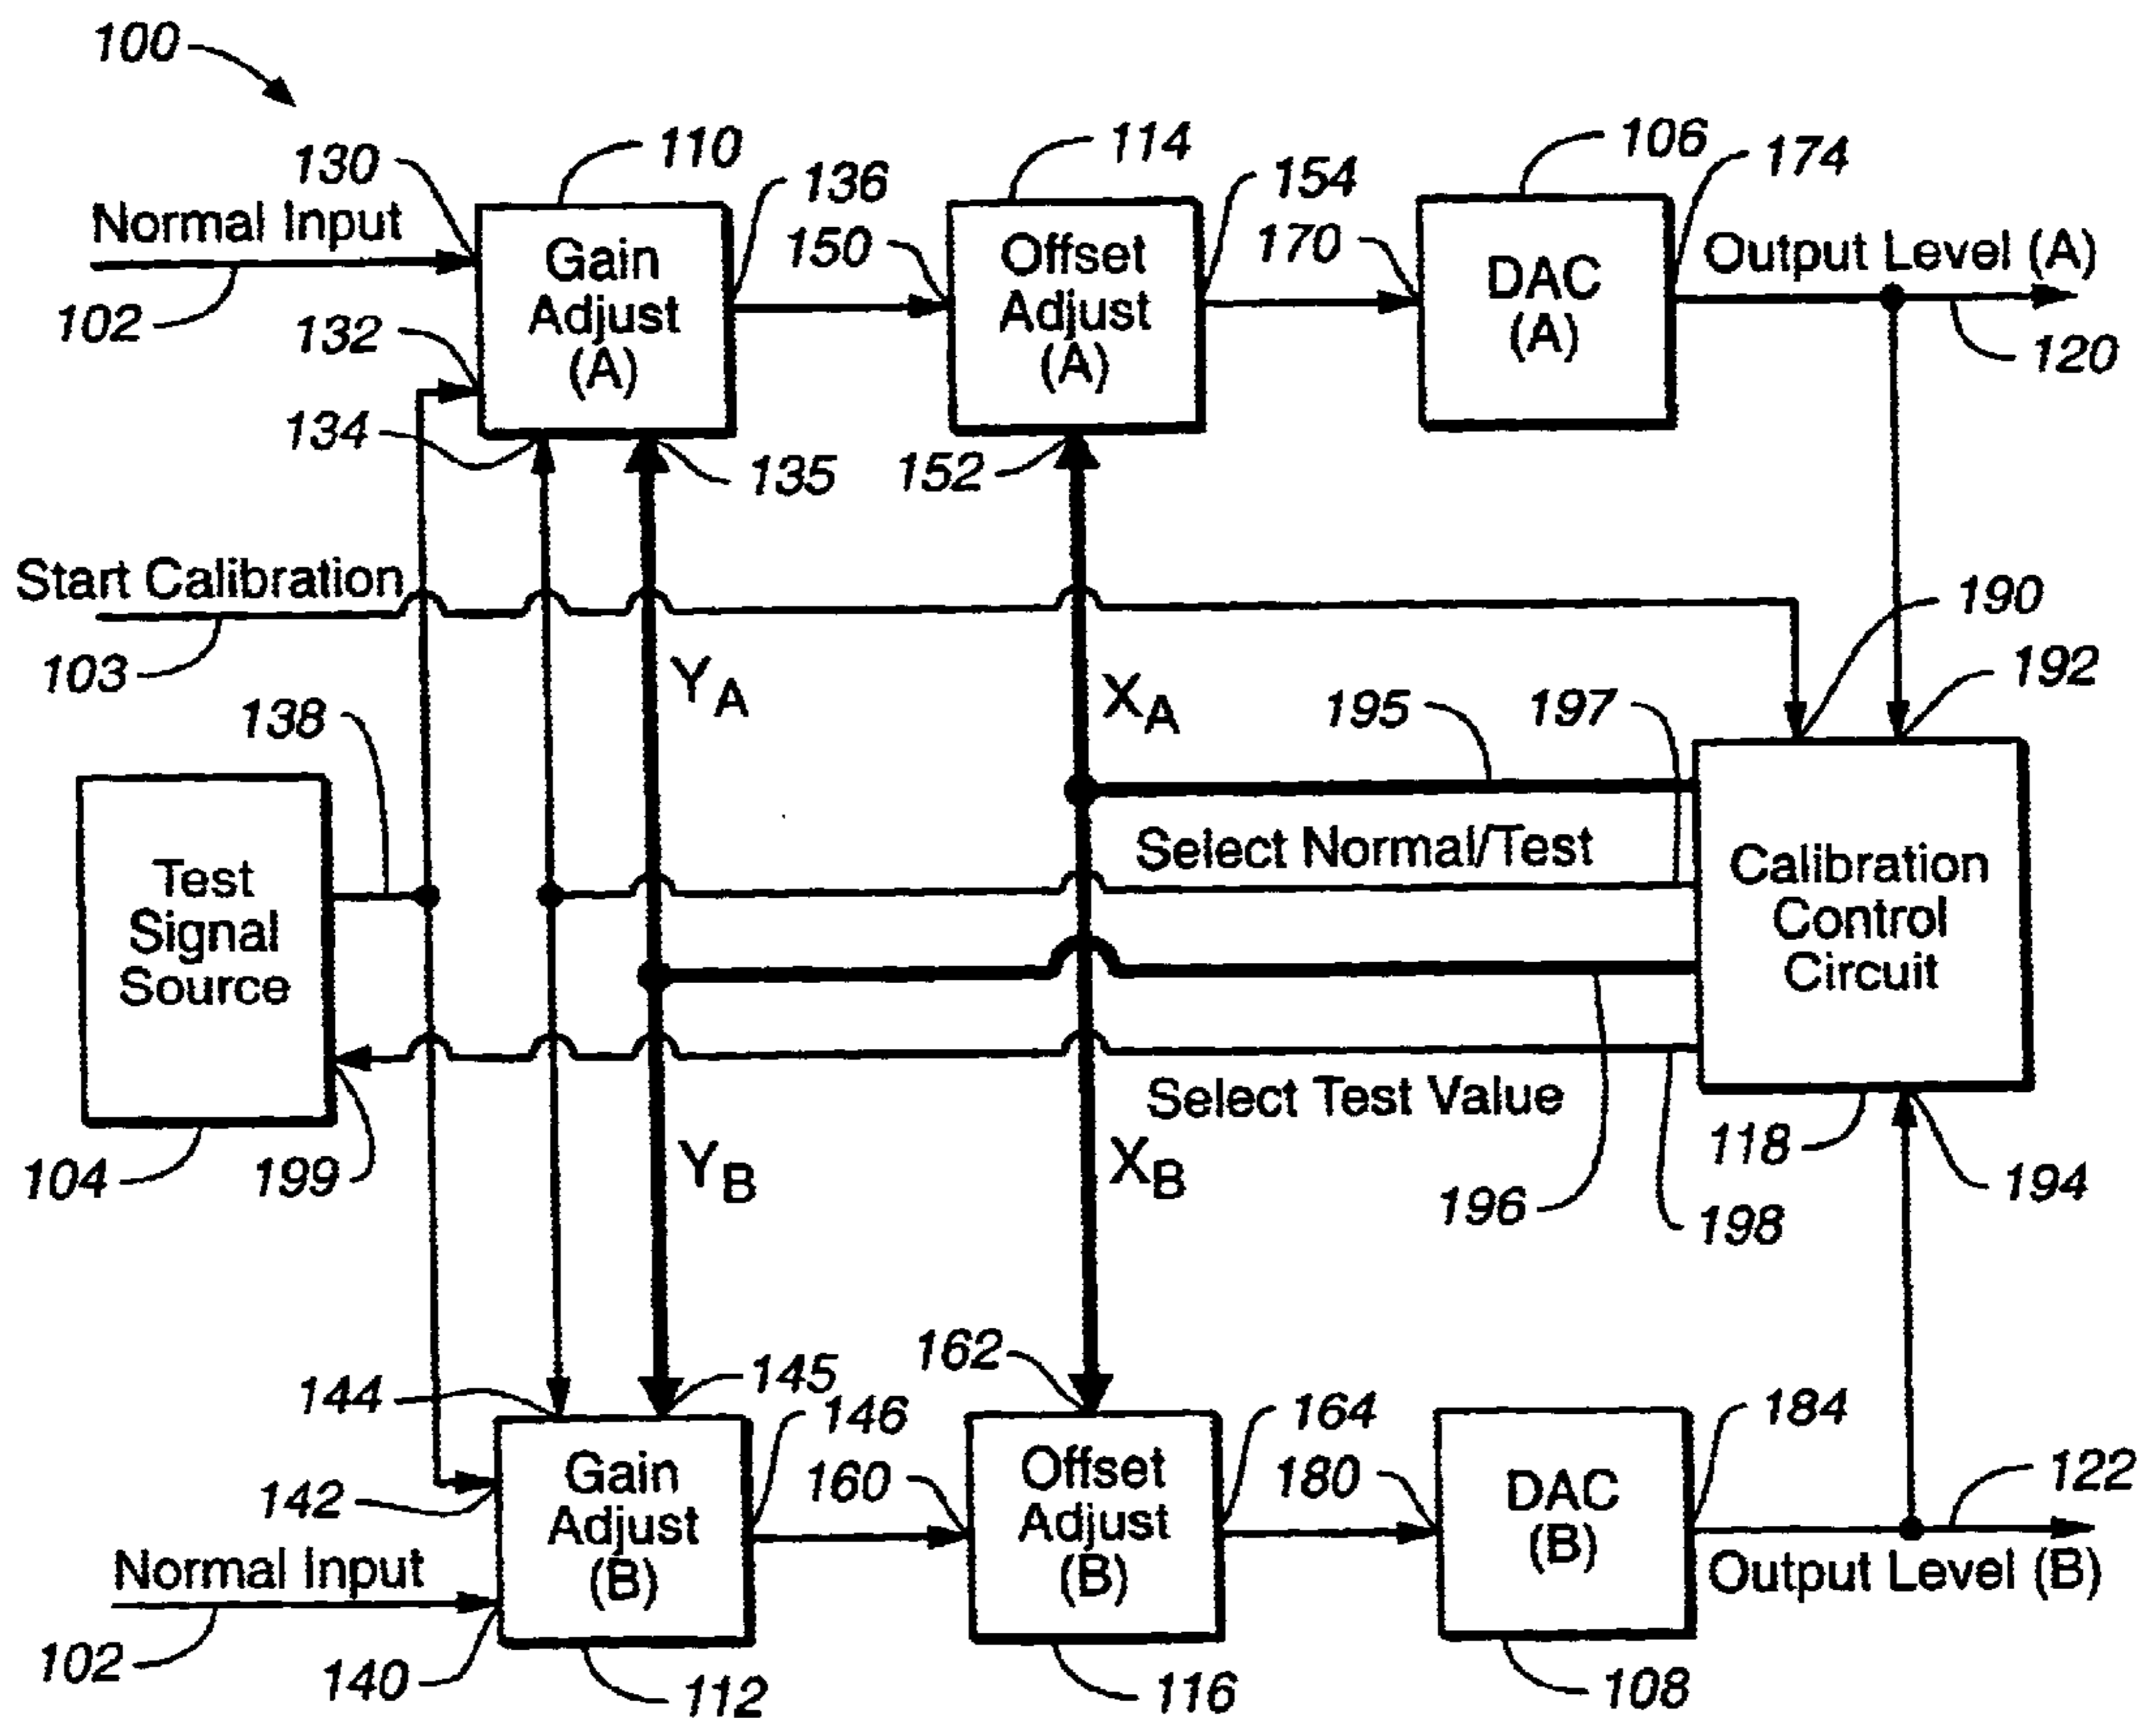 100
110
114
106
130
136
154
174
Normal Input
150
170
Output Level (A)
Gain
Adjust
(A)
Offset
Adjust
(A)
DAC
(A)
102
132
120
134
135
152
Start Calibration
190
103
YA
XA
192
138
195
197
Select Normal/Test
Test
Signal
Source
Calibration
Control
Circuit
Select Test Value
104
199
YB
XB
118
196
198
194
162
144
145
146
164
184
160
180
142
122
Gain
Adjust
(B)
Offset
Adjust
(B)
DAC
(B)
Normal Input
Output Level (B)
102
140
112
116
108